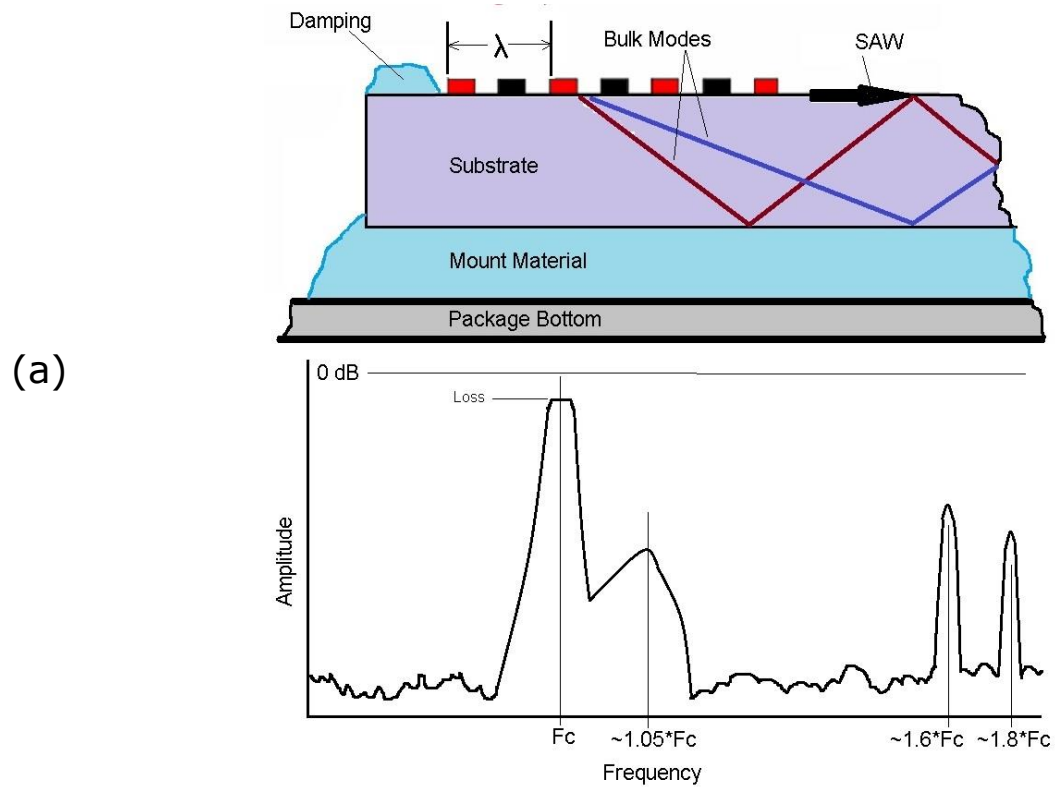 Damping
λ
Bulk Modes
SAW
Substrate
Mount Material
Package Bottom
(a)
0 dB
Loss
Amplitude
Fc
~1.05*Fc
~1.6*Fc
~1.8*Fc
Frequency